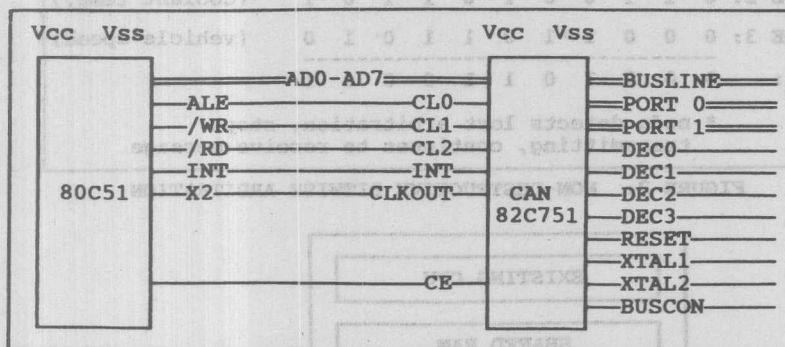 Vcc Vss Vcc Vss
AD0-AD7 BUSLINE
ALE CL0 PORT 0
/WR CL1 PORT 1
/RD CL2 DEC0
INT INT DEC1
80C51 X2 CLKOUT CAN DEC2
82C751 DEC3
RESET
XTAL1
CE XTAL2
BUSCON